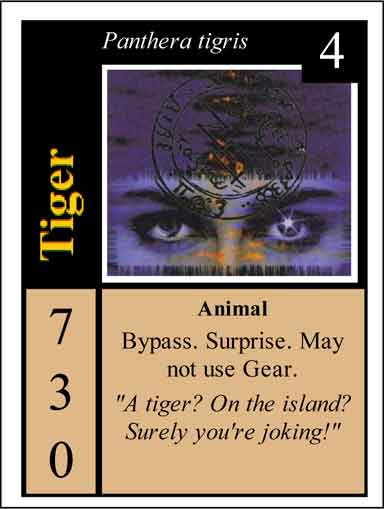 Panthera tigris
4
Tiger
7
3
0
Animal
Bypass. Surprise. May
not use Gear.
"A tiger? On the island?
Surely you're joking!"